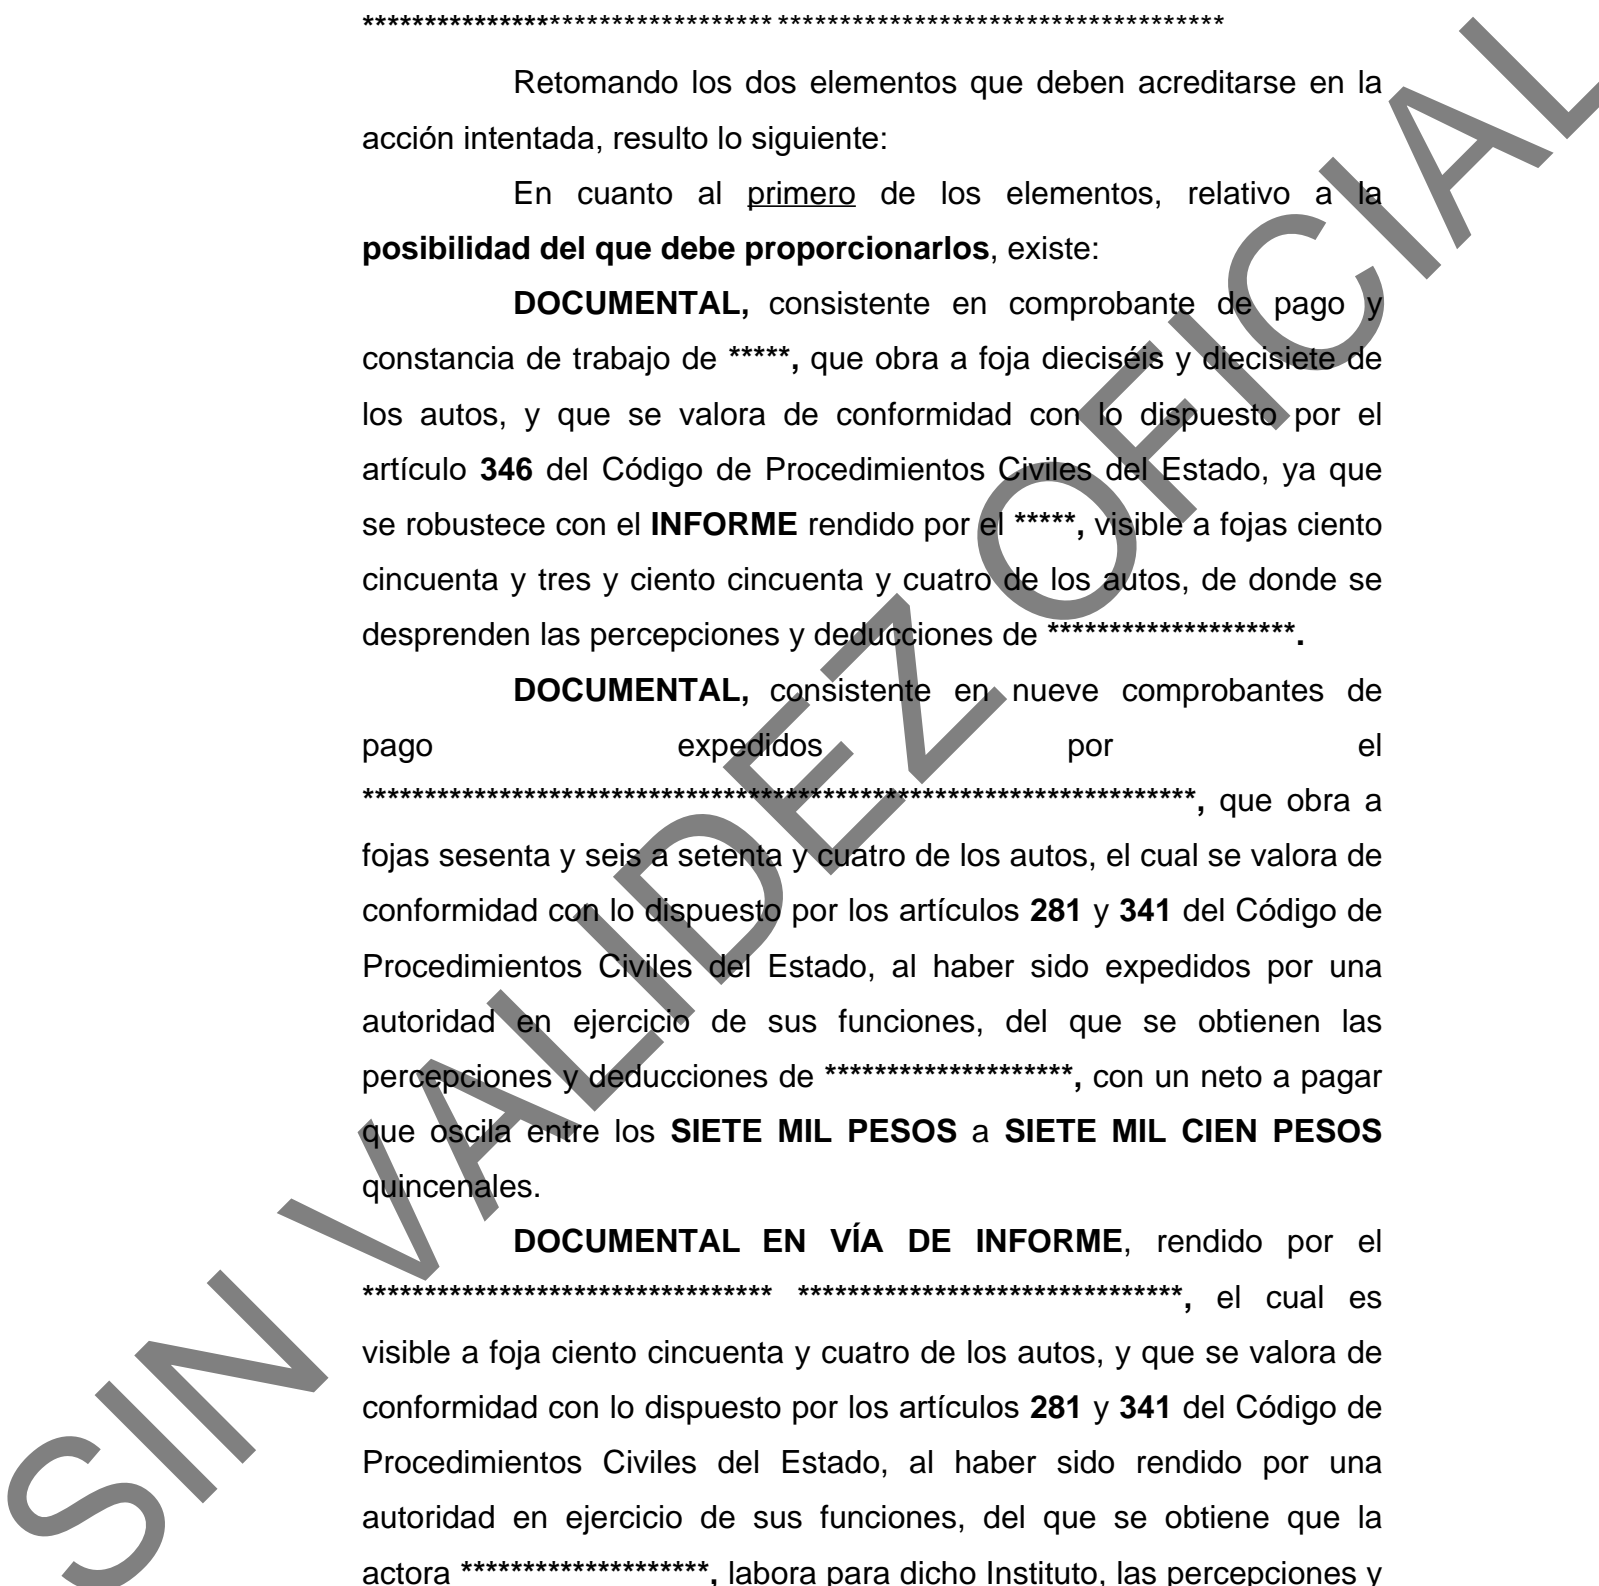 ********************************* ************************************
Retomando los dos elementos que deben acreditarse en la
acción intentada, resulto lo siguiente:
En cuanto al primero de los elementos, relativo a la
posibilidad del que debe proporcionarlos, existe:
DOCUMENTAL, consistente en comprobante de pago y
constancia de trabajo de *****, que obra a foja dieciséis y diecisiete de
los autos, y que se valora de conformidad con lo dispuesto por el
artículo 346 del Código de Procedimientos Civiles del Estado, ya que
se robustece con el INFORME rendido por el *****, visible a fojas ciento
cincuenta y tres y ciento cincuenta y cuatro de los autos, de donde se
desprenden las percepciones y deducciones de ********************.
DOCUMENTAL, consistente en nueve comprobantes de
pago expedidos por el
*******************************************************************, que obra a
fojas sesenta y seis a setenta y cuatro de los autos, el cual se valora de
conformidad con lo dispuesto por los artículos 281 y 341 del Código de
Procedimientos Civiles del Estado, al haber sido expedidos por una
autoridad en ejercicio de sus funciones, del que se obtienen las
percepciones y deducciones de ********************, con un neto a pagar
que oscila entre los SIETE MIL PESOS a SIETE MIL CIEN PESOS
quincenales.
DOCUMENTAL EN VÍA DE INFORME, rendido por el
********************************* *******************************, el cual es
visible a foja ciento cincuenta y cuatro de los autos, y que se valora de
conformidad con lo dispuesto por los artículos 281 y 341 del Código de
Procedimientos Civiles del Estado, al haber sido rendido por una
autoridad en ejercicio de sus funciones, del que se obtiene que la
actora ********************, labora para dicho Instituto, las percepciones y
SIN VALIDEZ OFICIAL